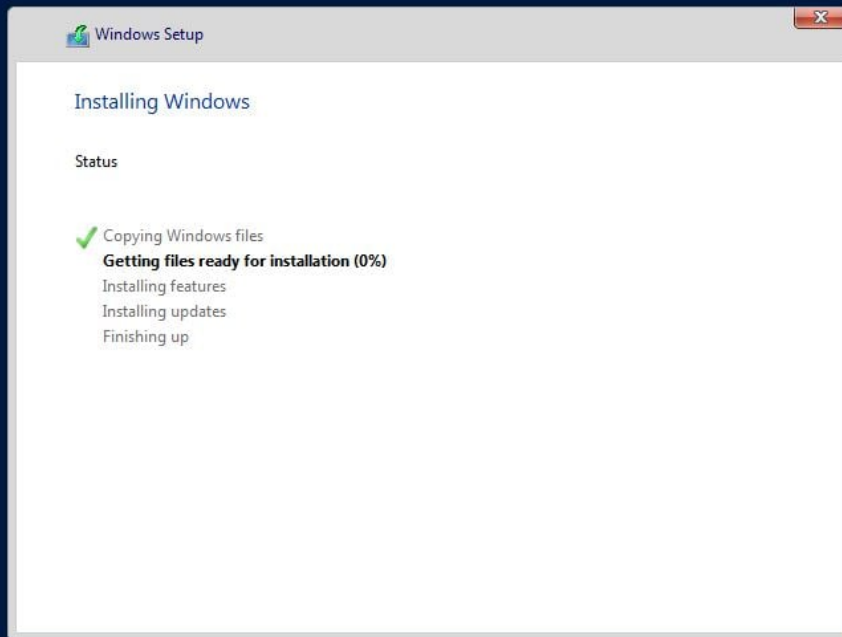 Windows Setup
Installing Windows
Status
Copying Windows files
Getting files ready for installation (0%)
Installing features
Installing updates
Finishing up